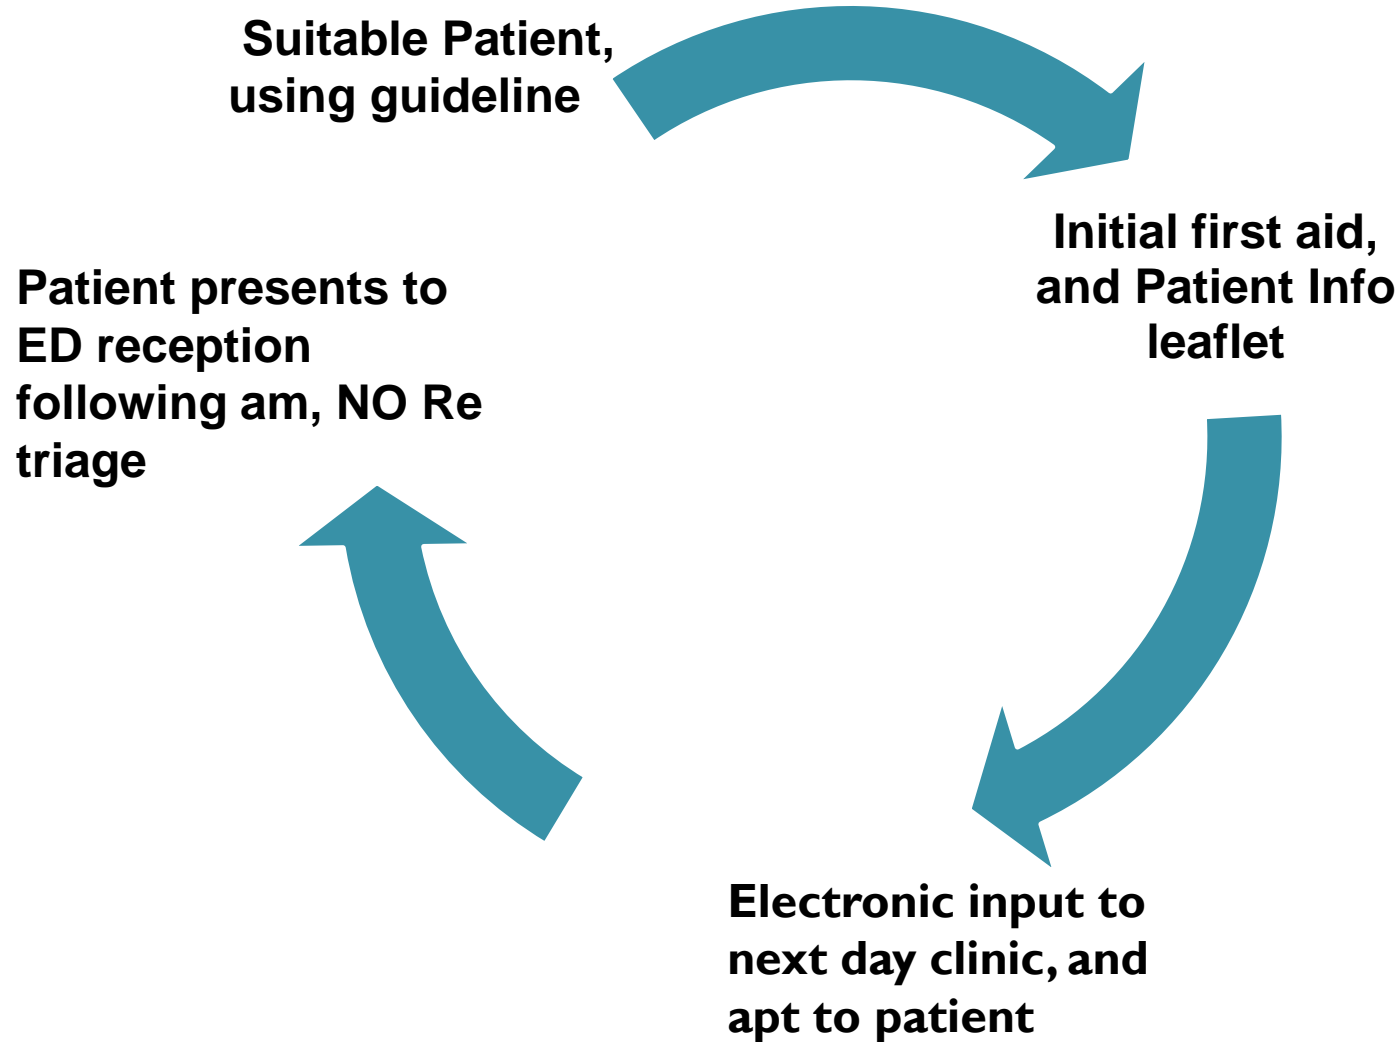 Suitable Patient,
using guideline
Initial first aid,
and Patient Info
leaflet
Electronic input to
next day clinic, and
apt to patient
Patient presents to
ED reception
following am, NO Re
triage